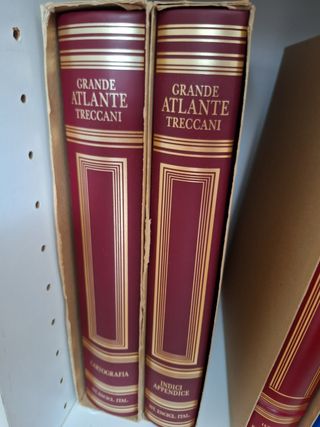 GRANDE
ATLANTE
TRECCANI
CARTOGRAFIA
IST. ENCICL. ITAL.
GRANDE
ATLANTE
TRECCANI
INDICI
APPENDICE
IST. ENCICL. ITAL.